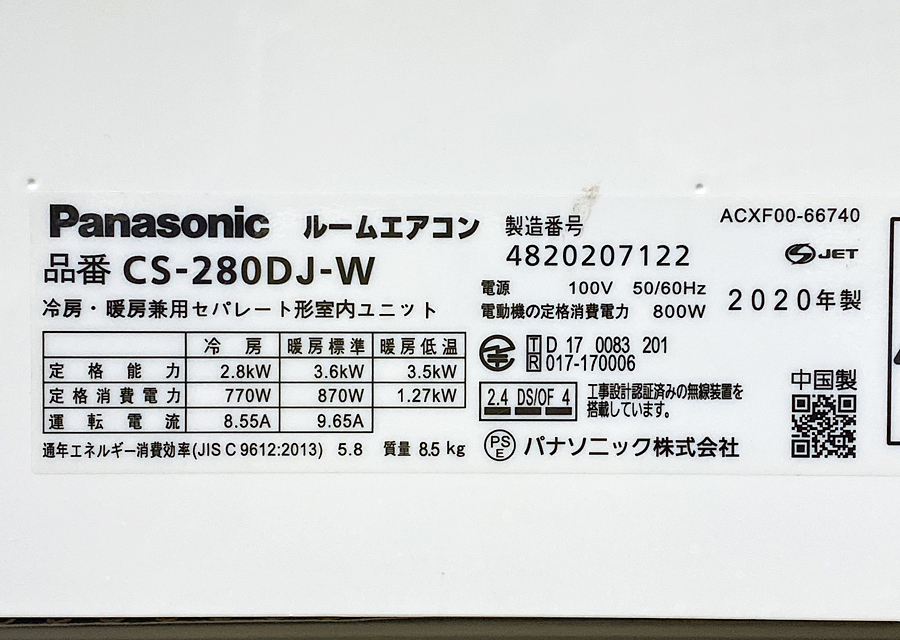 Panasonic ルームエアコン
品番 CS-280DJ-W
冷房・暖房兼用セパレート形室内ユニット
冷房 暖房標準 暖房低温
定格能力 2.8kW 3.6kW 3.5kW
定格消費電力 770W 870W 1.27kW
運転電流 8.55A 9.65A
通年エネルギー消費効率(JIS C 9612:2013) 5.8 質量 8.5 kg
製造番号
4820207122
電源 100V 50/60Hz
電動機の定格消費電力 800W
T D 17 0083 201
R 017-170006
2.4 DS/OF 4
工事設計認証済みの無線装置を
搭載しています。
PS
E
パナソニック株式会社
ACXF00-66740
JET
2020年製
中国製